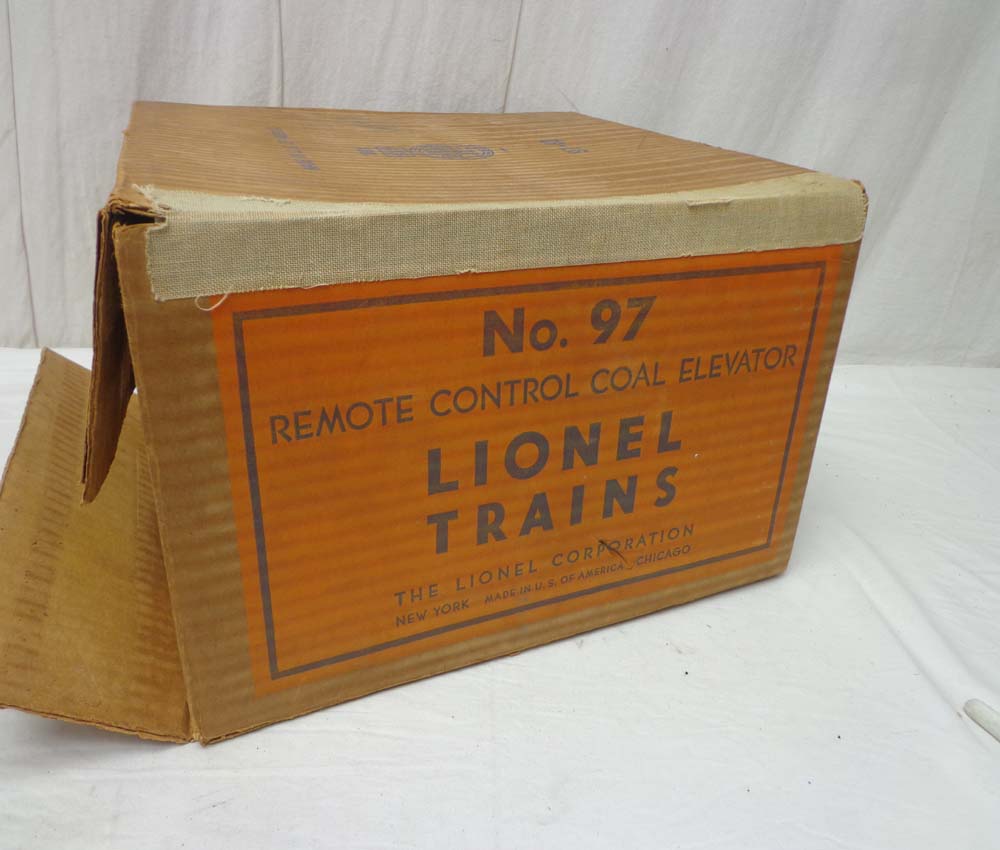 No. 97
REMOTE CONTROL COAL ELEVATOR
LIONEL
TRAINS
THE LIONEL CORPORATION
NEW YORK MADE IN U.S. OF AMERICA CHICAGO